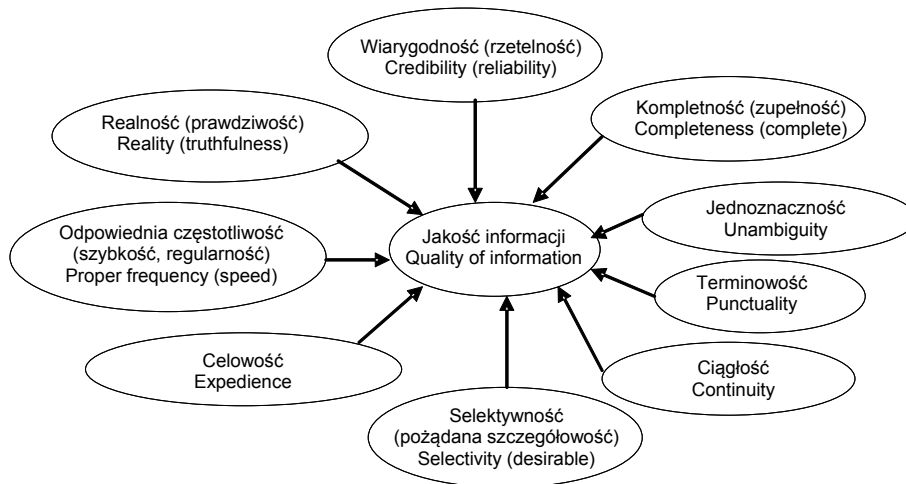 Wiarygodność (rzetelność)
Credibility (reliability)
Kompletność (zupełność)
Completeness (complete)
Realność (prawdziwość)
Reality (truthfulness)
Jednoznaczność
Unambiguity
Odpowiednia częstotliwość
(szybkość, regularność)
Proper frequency (speed)
Jakość informacji
Quality of information
Terminowość
Punctuality
Celowość
Expedience
Ciągłość
Continuity
Selektywność
(pożądana szczegółowość)
Selectivity (desirable)